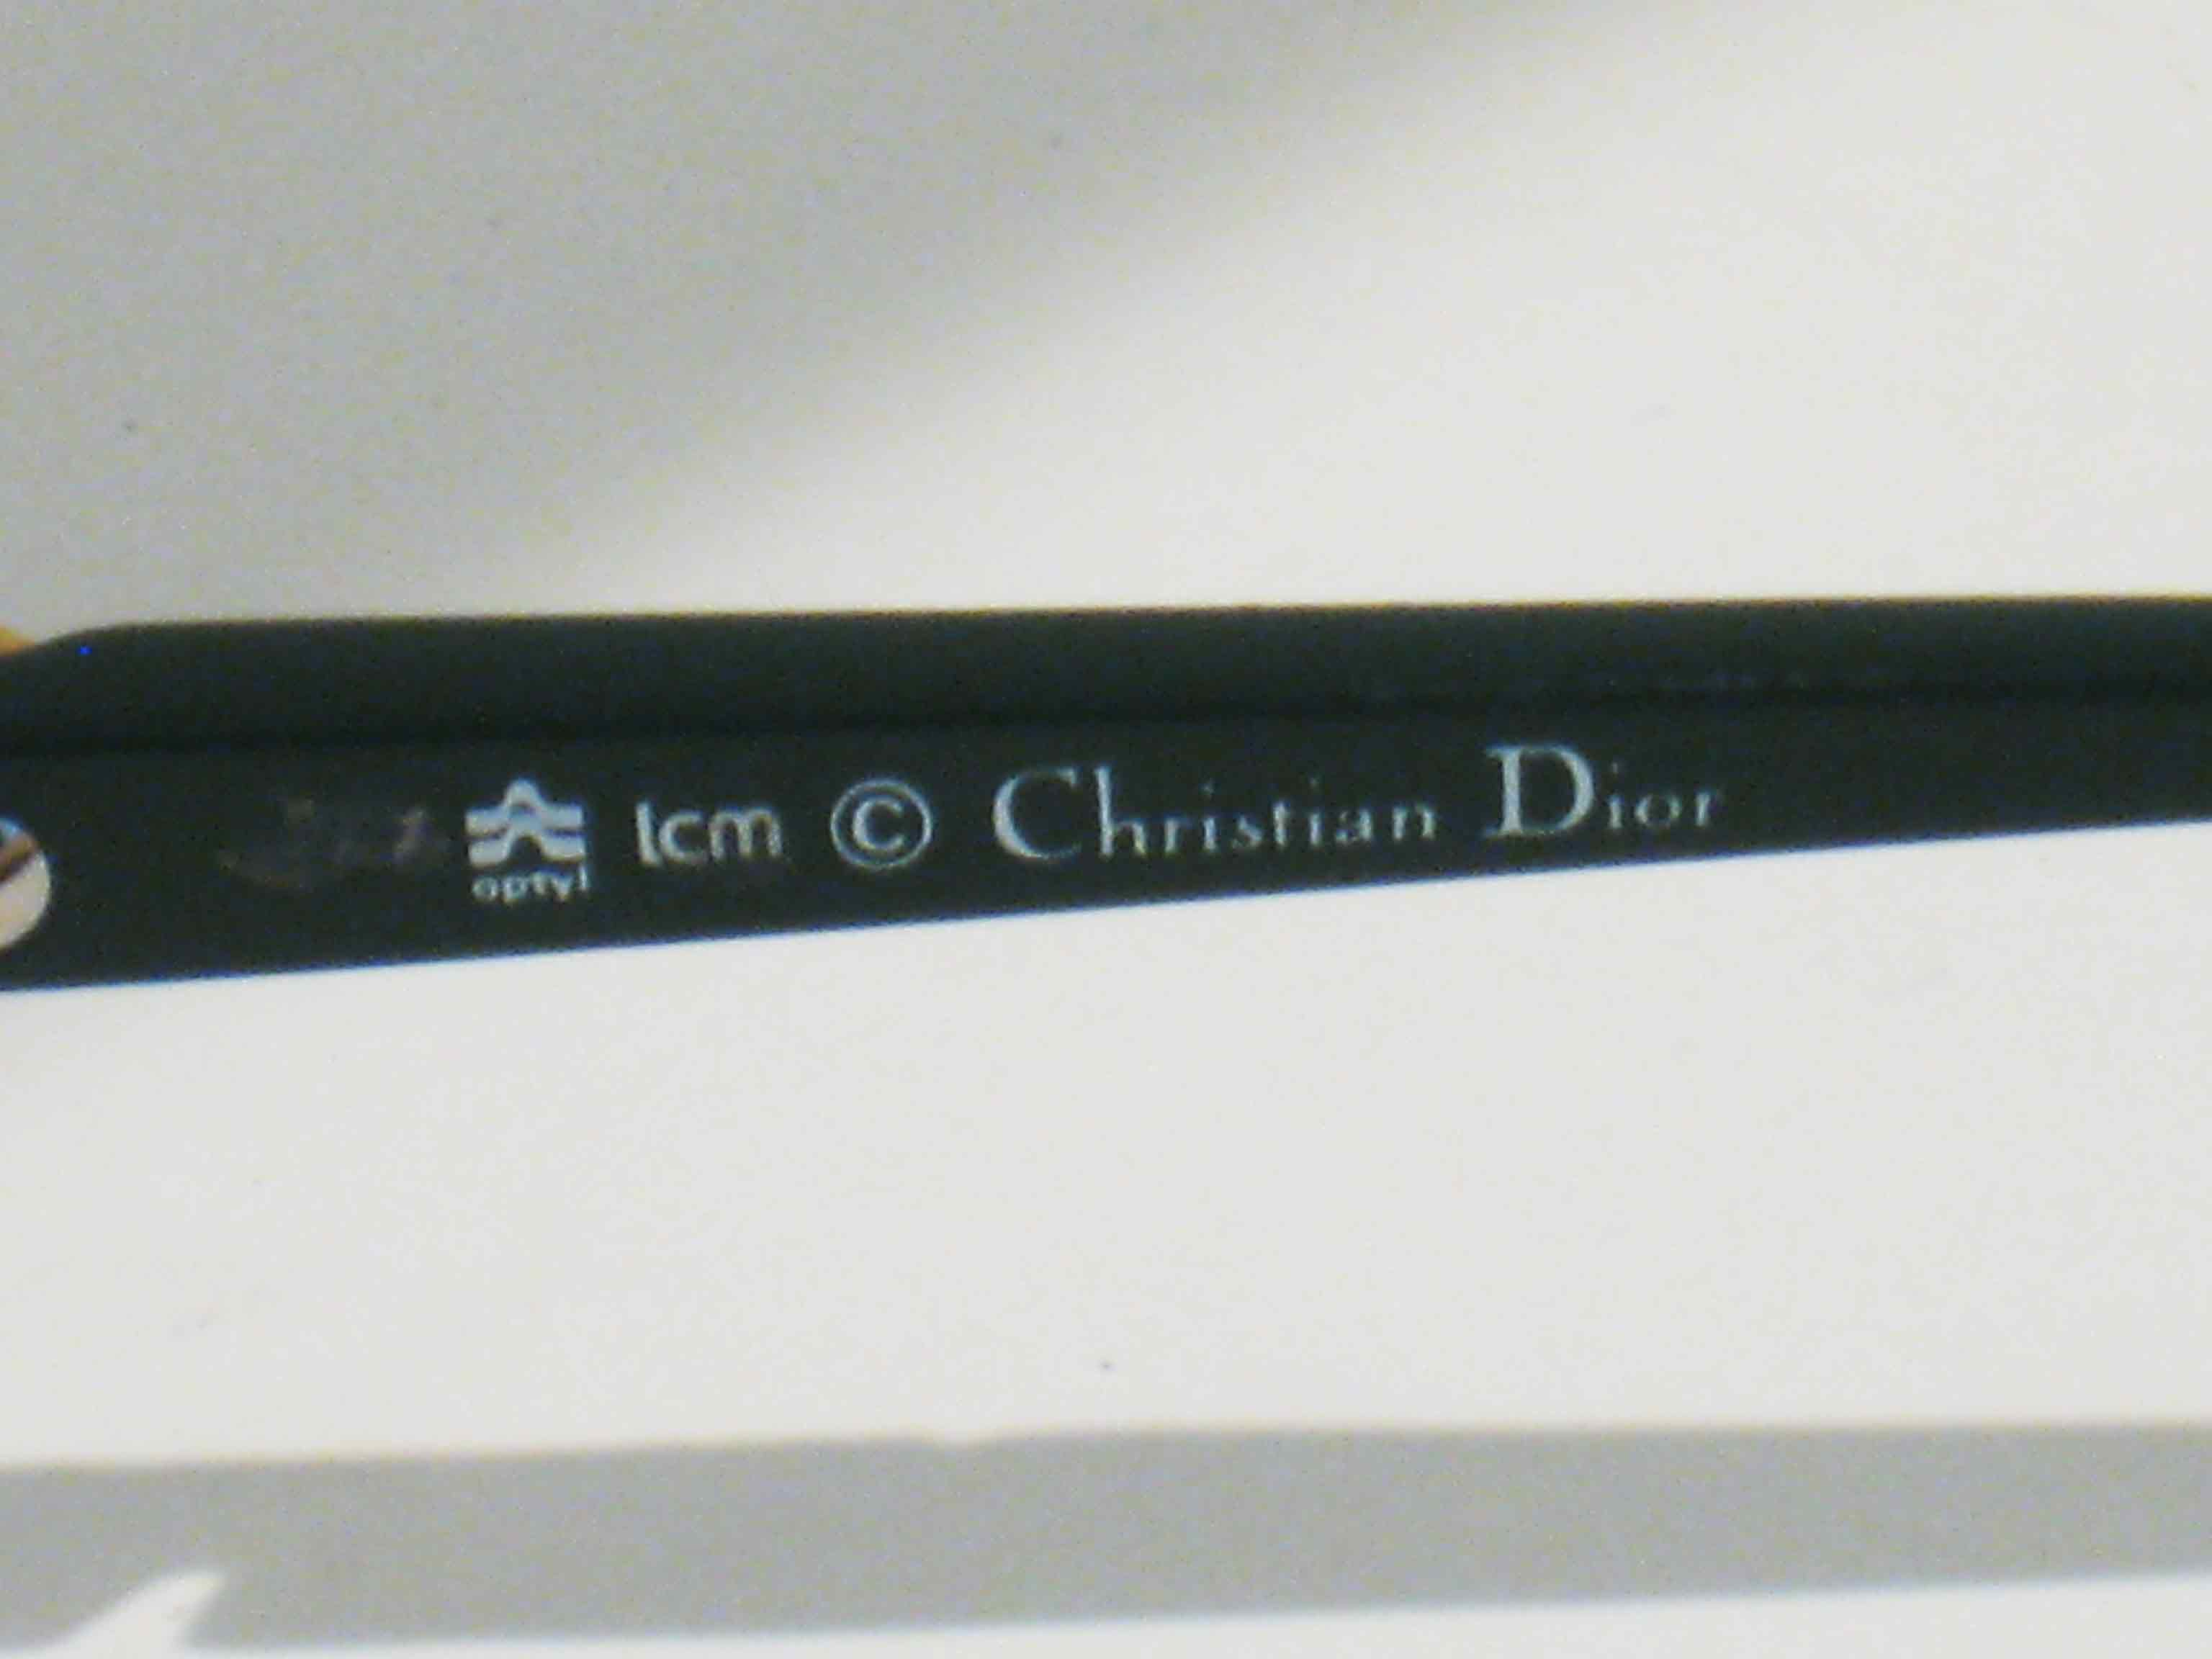 lcm © Christian Dior
optyl